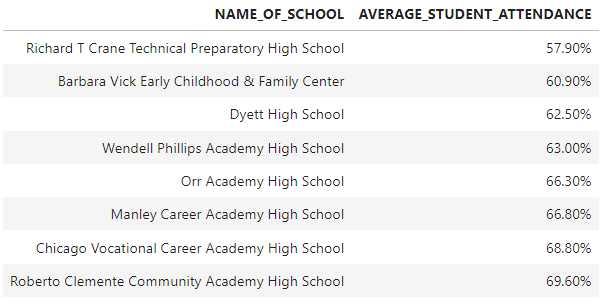 NAME_OF_SCHOOL AVERAGE_STUDENT_ATTENDANCE
Richard T Crane Technical Preparatory High School 57.90%
Barbara Vick Early Childhood & Family Center 60.90%
Dyett High School 62.50%
Wendell Phillips Academy High School 63.00%
Orr Academy High School 66.30%
Manley Career Academy High School 66.80%
Chicago Vocational Career Academy High School 68.80%
Roberto Clemente Community Academy High School 69.60%